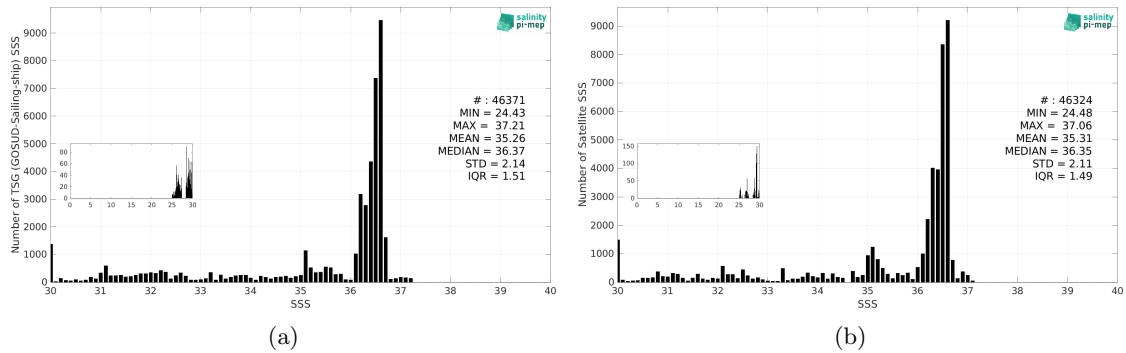 9000
8000
7000
6000
5000
4000
3000
2000
1000
0
Number of TSG (GOSUD-Sailing-ship) SSS
salinity
pi-mep
# : 46371
MIN = 24.43
MAX = 37.21
MEAN = 35.26
MEDIAN = 36.37
STD = 2.14
IQR = 1.51
80
60
40
20
0
0 5 10 15 20 25 30
30 31 32 33 34 35 36 37 38 39 40
SSS
(a)
9000
8000
7000
6000
5000
4000
3000
2000
1000
0
Number of Satellite SSS
salinity
pi-mep
# : 46324
MIN = 24.48
MAX = 37.06
MEAN = 35.31
MEDIAN = 36.35
STD = 2.11
IQR = 1.49
150
100
50
0
0 5 10 15 20 25 30
30 31 32 33 34 35 36 37 38 39 40
SSS
(b)